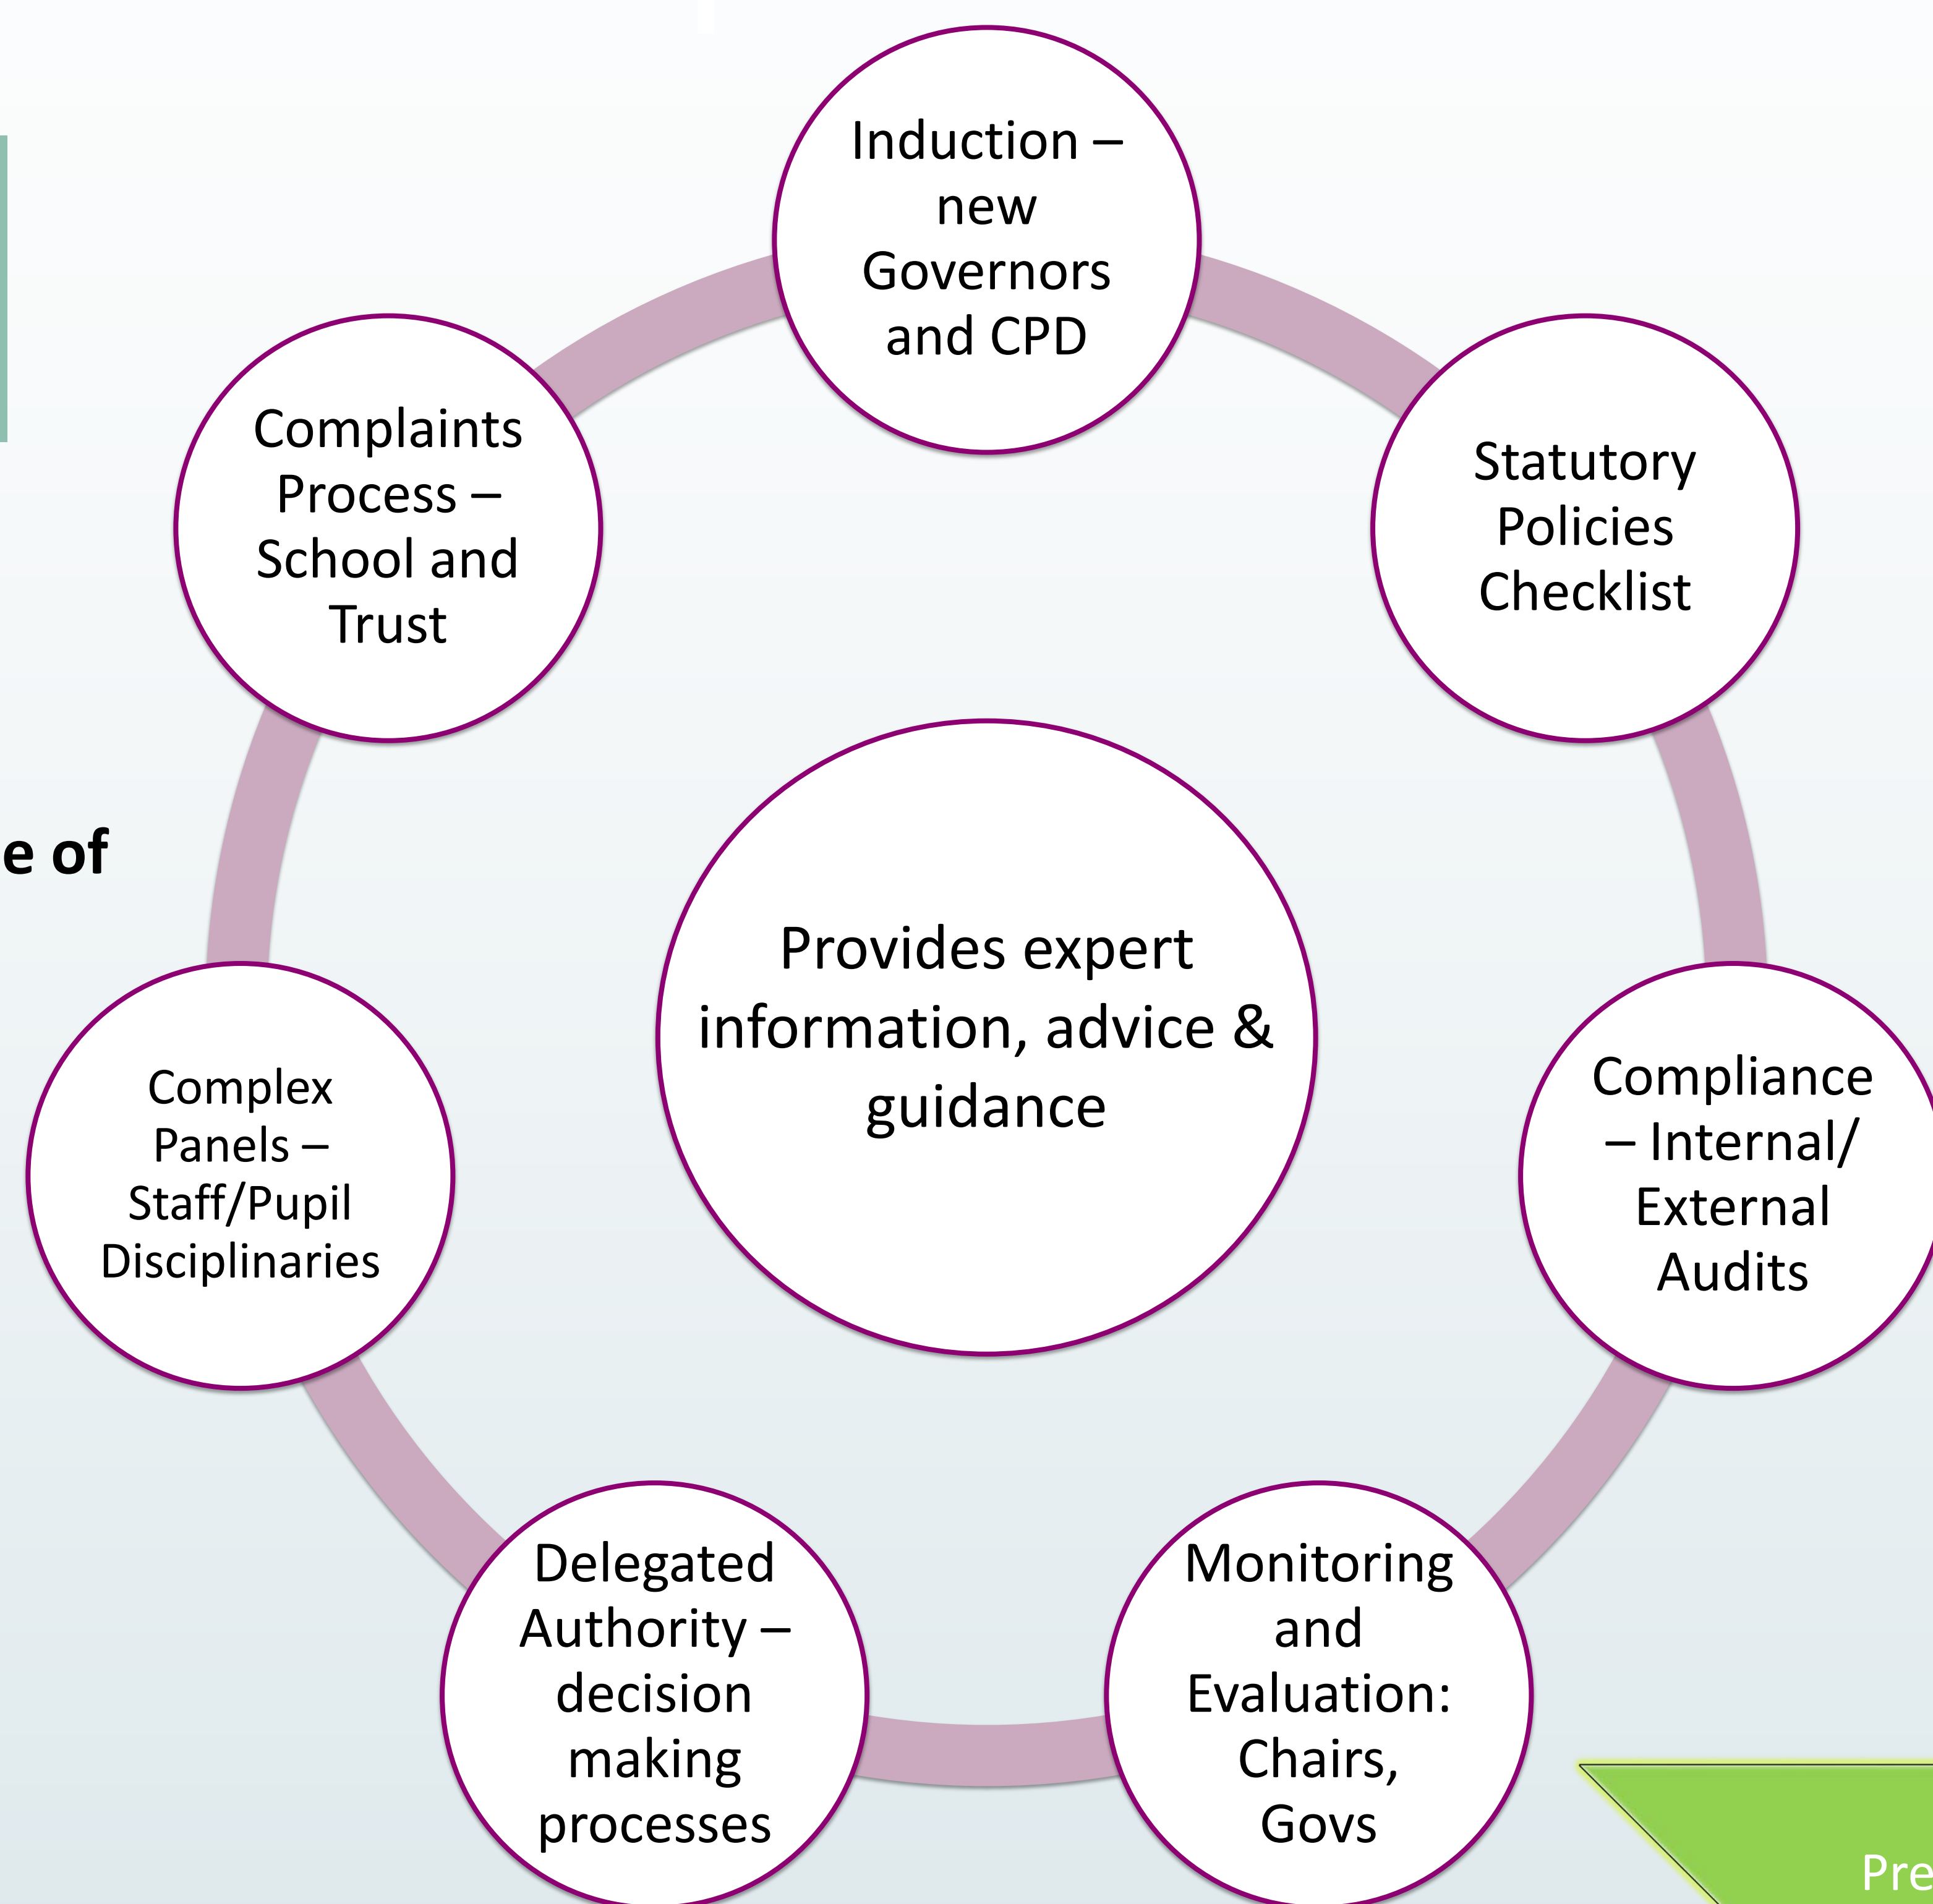 Induction –
new
Governors
and CPD
Statutory
Policies
Checklist
Compliance
– Internal/
External
Audits
Monitoring
and
Evaluation:
Chairs,
Govs
Delegated
Authority –
decision
making
processes
Complex
Panels –
Staff/Pupil
Disciplinaries
Complaints
Process –
School and
Trust
Provides expert
information, advice &
guidance
e of
Pre